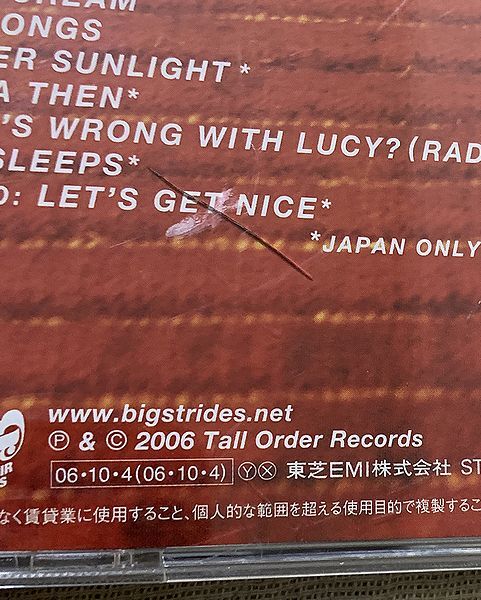 CREAM
ONGS
ER SUNLIGHT*
A THEN*
'S WRONG WITH LUCY? (RAD
SLEEPS*
O: LET'S GET NICE*
*JAPAN ONLY
www.bigstrides.net
Ⓟ & © 2006 Tall Order Records
06・10・4(06・10・4) ⓎⓍ 東芝EMI株式会社 ST
なく賃貸業に使用すること、個人的な範囲を超える使用目的で複製するこ